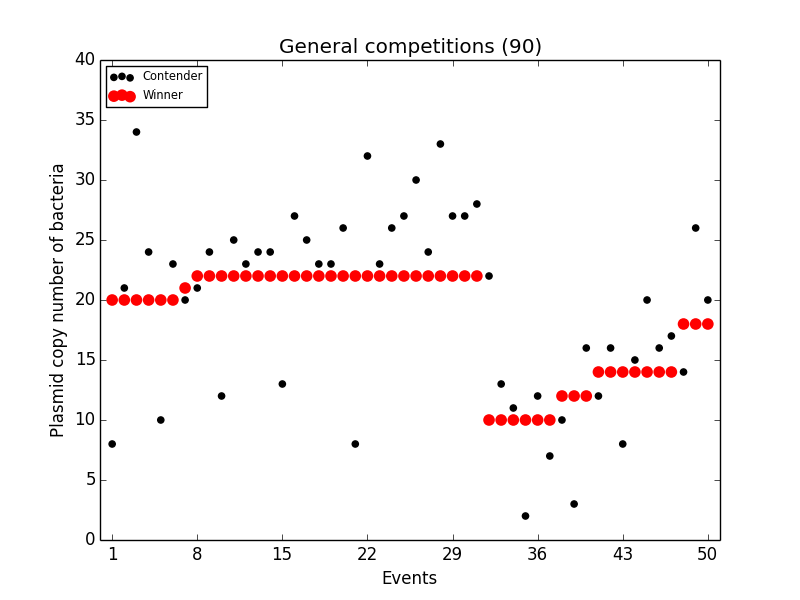 General competitions (90)
Contender
Winner
Plasmid copy number of bacteria
40
35
30
25
20
15
10
5
0
1 8 15 22 29 36 43 50
Events